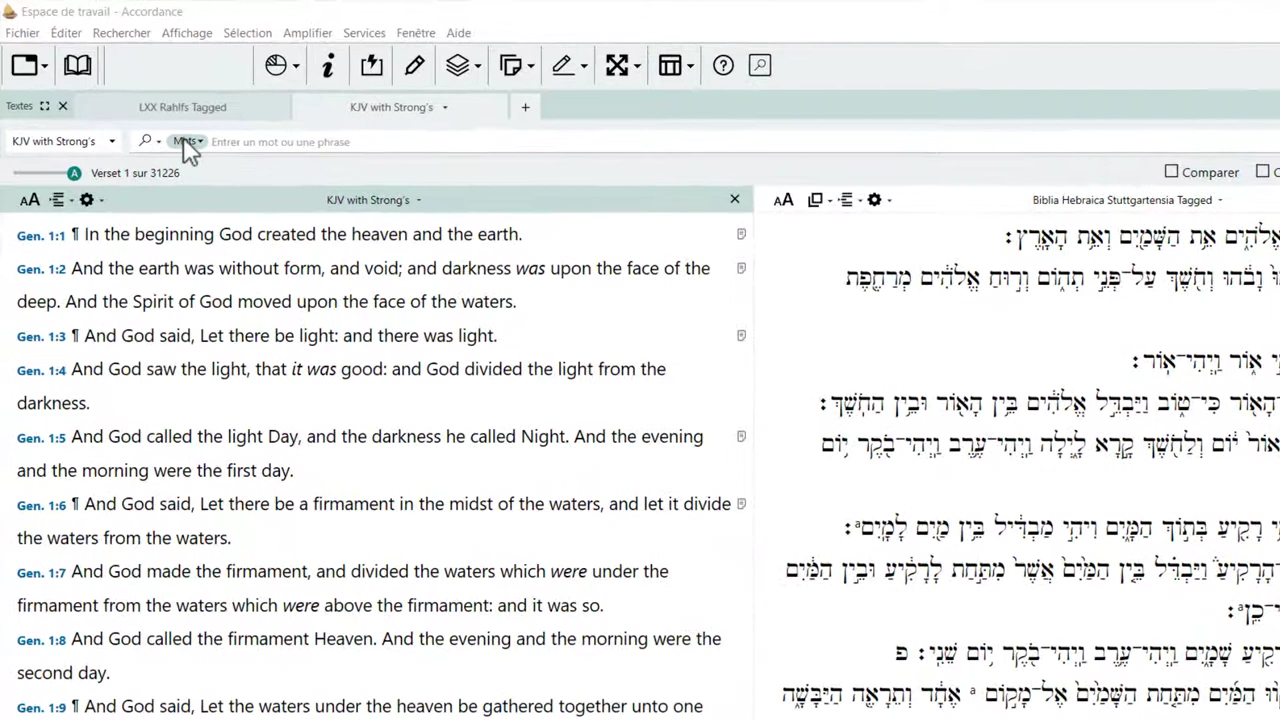 Espace de travail - Accordance
Fichier Éditer Rechercher Affichage Sélection Amplifier Services Fenêtre Aide
Textes LXX Rahlfs Tagged KJV with Strong's +
KJV with Strong's Mots Entrer un mot ou une phrase
A Verset 1 sur 31226 Comparer
AA KJV with Strong's AA Biblia Hebraica Stuttgartensia Tagged
Gen. 1:1 ¶ In the beginning God created the heaven and the earth.
Gen. 1:2 And the earth was without form, and void; and darkness was upon the face of the
deep. And the Spirit of God moved upon the face of the waters.
Gen. 1:3 ¶ And God said, Let there be light: and there was light.
Gen. 1:4 And God saw the light, that it was good: and God divided the light from the
darkness.
Gen. 1:5 And God called the light Day, and the darkness he called Night. And the evening
and the morning were the first day.
Gen. 1:6 ¶ And God said, Let there be a firmament in the midst of the waters, and let it divide
the waters from the waters.
Gen. 1:7 And God made the firmament, and divided the waters which were under the
firmament from the waters which were above the firmament: and it was so.
Gen. 1:8 And God called the firmament Heaven. And the evening and the morning were the
second day.
Gen. 1:9 ¶ And God said, Let the waters under the heaven be gathered together unto one
אֱלֹהִ֑ים אֵ֥ת הַשָּׁמַ֖יִם וְאֵ֥ת הָאָֽרֶץ׃
וָבֹ֔הוּ וְחֹ֖שֶׁךְ עַל־פְּנֵ֣י תְה֑וֹם וְר֣וּחַ אֱלֹהִ֔ים מְרַחֶ֖פֶת
א֑וֹר וַֽיְהִי־אֽוֹר׃
הָא֖וֹר כִּי־ט֑וֹב וַיַּבְדֵּ֣ל אֱלֹהִ֔ים בֵּ֥ין הָא֖וֹר וּבֵ֥ין הַחֹֽשֶׁךְ׃
י֔וֹם וְלַחֹ֖שֶׁךְ קָ֣רָא לָ֑יְלָה וַֽיְהִי־עֶ֥רֶב וַֽיְהִי־בֹ֖קֶר י֥וֹם
רָקִ֖יעַ בְּת֣וֹךְ הַמָּ֑יִם וִיהִ֣י מַבְדִּ֔יל בֵּ֥ין מַ֖יִם לָמָֽיִם׃
הָרָקִיעַ֒ וַיַּבְדֵּ֗ל בֵּ֤ין הַמַּ֙יִם֙ אֲשֶׁר֙ מִתַּ֣חַת לָרָקִ֔יעַ וּבֵ֣ין הַמַּ֔יִם
כֵֽן׃
שָׁמָ֑יִם וַֽיְהִי־עֶ֥רֶב וַֽיְהִי־בֹ֖קֶר י֥וֹם שֵׁנִֽי׃ פ
הַמַּ֜יִם מִתַּ֤חַת הַשָּׁמַ֙יִם֙ אֶל־מָק֣וֹם אֶחָ֔ד וְתֵרָאֶ֖ה הַיַּבָּשָׁ֑ה